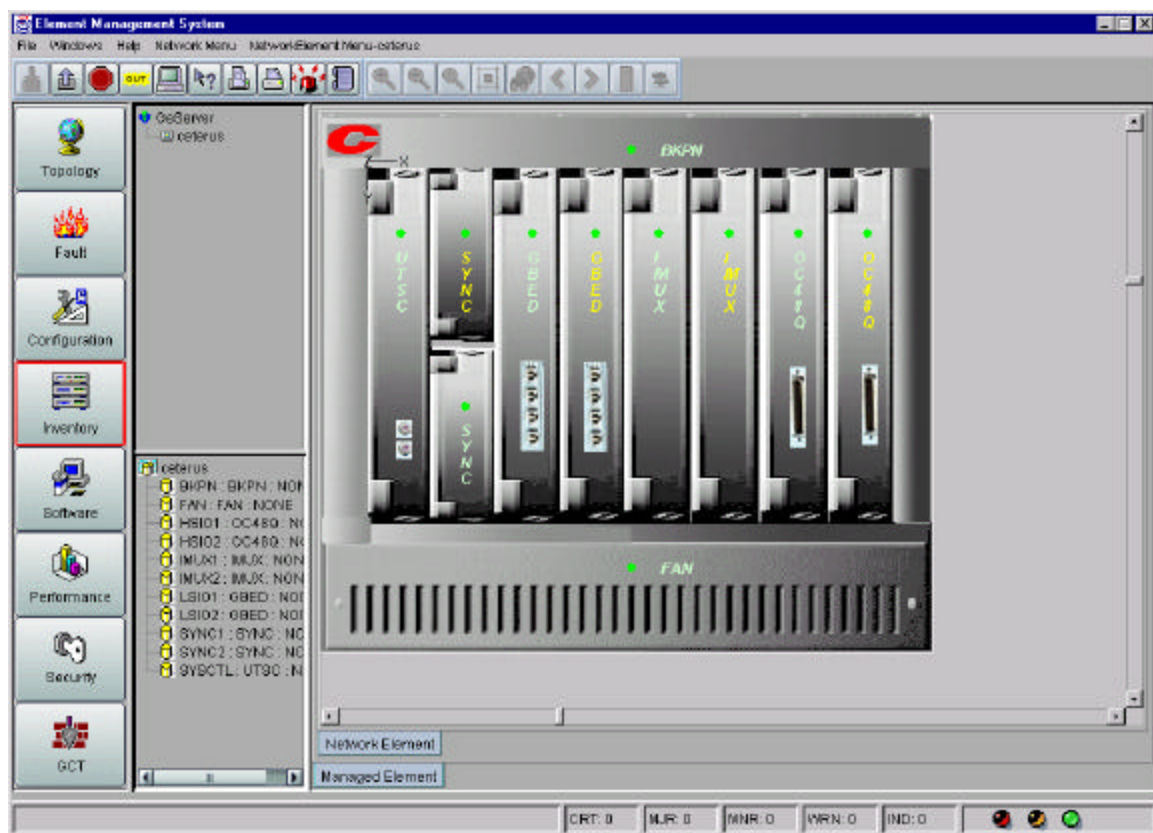 Element Management System
File Windows Help Network Menu NetworkElement Menu-ceterus
OUT
Topology
Fault
Configuration
Inventory
Software
Performance
Security
GCT
GeServer
ceterus
ceterus
BKPN : BKPN : NON
FAN : FAN : NONE
HSIO1 : OC48Q : NO
HSIO2 : OC48Q : NO
IMUX1 : IMUX : NON
IMUX2 : IMUX : NON
LSIO1 : GBED : NOI
LSIO2 : GBED : NOI
SYNC1 : SYNC : NC
SYNC2 : SYNC : NC
SYSCTL : UTSC : N
C
BKPN
Z X
Y
UTSC
SYNC
SYNC
GBED
GBED
IMUX
IMUX
OC48Q
OC48Q
FAN
Network Element
Managed Element
CRT: 0 MJR: 0 MNR: 0 WRN: 0 IND: 0